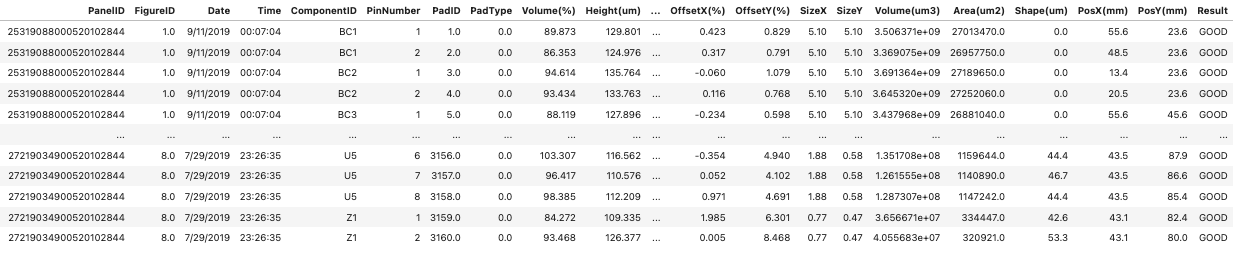 PanelID FigureID Date Time ComponentID PinNumber PadID PadType Volume(%) Height(um) ... OffsetX(%) OffsetY(%) SizeX SizeY Volume(um3) Area(um2) Shape(um) PosX(mm) PosY(mm) Result
25319088000520102844 1.0 9/11/2019 00:07:04 BC1 1 1.0 0.0 89.873 129.801 ... 0.423 0.829 5.10 5.10 3.506371e+09 27013470.0 0.0 55.6 23.6 GOOD
25319088000520102844 1.0 9/11/2019 00:07:04 BC1 2 2.0 0.0 86.353 124.976 ... 0.317 0.791 5.10 5.10 3.369075e+09 26957750.0 0.0 48.5 23.6 GOOD
25319088000520102844 1.0 9/11/2019 00:07:04 BC2 1 3.0 0.0 94.614 135.764 ... -0.060 1.079 5.10 5.10 3.691364e+09 27189650.0 0.0 13.4 23.6 GOOD
25319088000520102844 1.0 9/11/2019 00:07:04 BC2 2 4.0 0.0 93.434 133.763 ... 0.116 0.768 5.10 5.10 3.645320e+09 27252060.0 0.0 20.5 23.6 GOOD
25319088000520102844 1.0 9/11/2019 00:07:04 BC3 1 5.0 0.0 88.119 127.896 ... -0.234 0.598 5.10 5.10 3.437968e+09 26881040.0 0.0 55.6 45.6 GOOD
... ... ... ... ... ... ... ... ... ... ... ... ... ... ... ... ... ... ... ... ...
27219034900520102844 8.0 7/29/2019 23:26:35 U5 6 3156.0 0.0 103.307 116.562 ... -0.354 4.940 1.88 0.58 1.351708e+08 1159644.0 44.4 43.5 87.9 GOOD
27219034900520102844 8.0 7/29/2019 23:26:35 U5 7 3157.0 0.0 96.417 110.576 ... 0.052 4.102 1.88 0.58 1.261555e+08 1140890.0 46.7 43.5 86.6 GOOD
27219034900520102844 8.0 7/29/2019 23:26:35 U5 8 3158.0 0.0 98.385 112.209 ... 0.971 4.691 1.88 0.58 1.287307e+08 1147242.0 44.4 43.5 85.4 GOOD
27219034900520102844 8.0 7/29/2019 23:26:35 Z1 1 3159.0 0.0 84.272 109.335 ... 1.985 6.301 0.77 0.47 3.656671e+07 334447.0 42.6 43.1 82.4 GOOD
27219034900520102844 8.0 7/29/2019 23:26:35 Z1 2 3160.0 0.0 93.468 126.377 ... 0.005 8.468 0.77 0.47 4.055683e+07 320921.0 53.3 43.1 80.0 GOOD